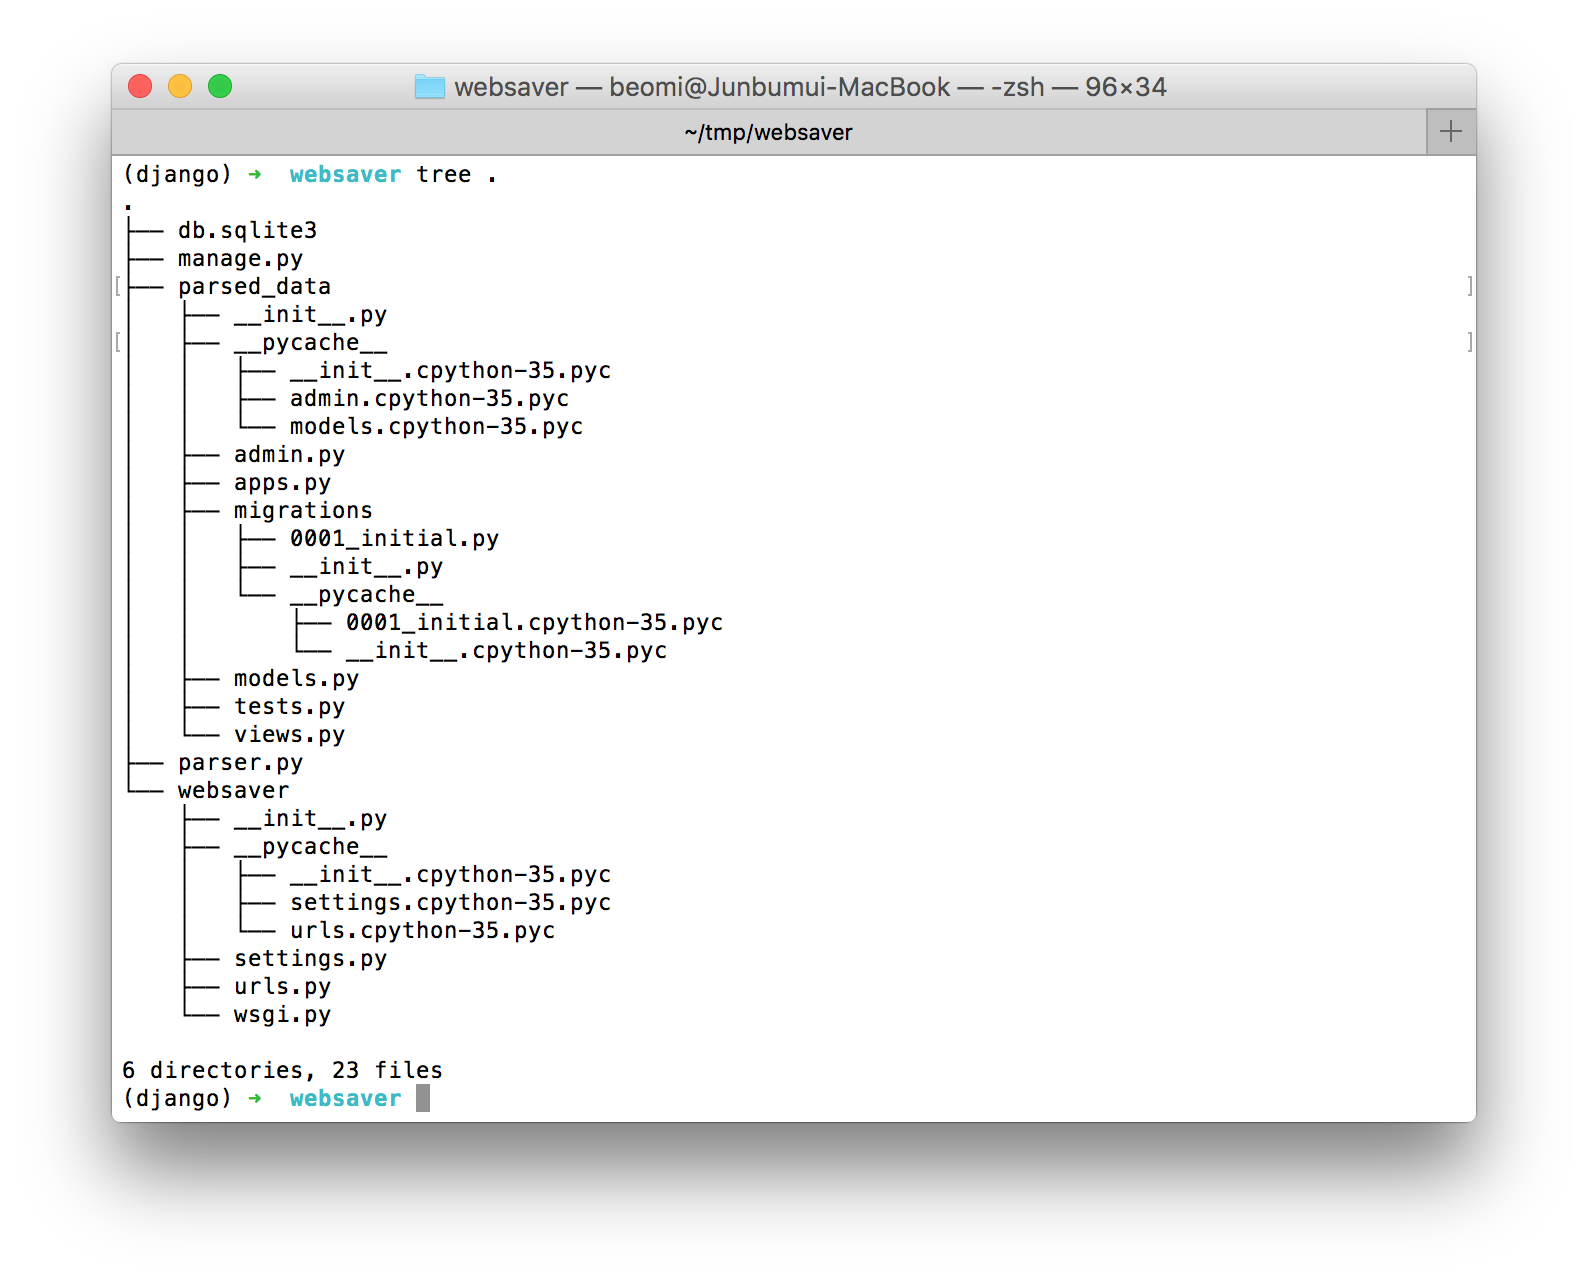 websaver — beomi@Junbumui-MacBook — -zsh — 96×34
~/tmp/websaver
(django) ➜  websaver tree .
.
├── db.sqlite3
├── manage.py
├── parsed_data
│   ├── __init__.py
│   ├── __pycache__
│   │   ├── __init__.cpython-35.pyc
│   │   ├── admin.cpython-35.pyc
│   │   └── models.cpython-35.pyc
│   ├── admin.py
│   ├── apps.py
│   ├── migrations
│   │   ├── 0001_initial.py
│   │   ├── __init__.py
│   │   └── __pycache__
│   │       ├── 0001_initial.cpython-35.pyc
│   │       └── __init__.cpython-35.pyc
│   ├── models.py
│   ├── tests.py
│   └── views.py
├── parser.py
└── websaver
    ├── __init__.py
    ├── __pycache__
    │   ├── __init__.cpython-35.pyc
    │   ├── settings.cpython-35.pyc
    │   └── urls.cpython-35.pyc
    ├── settings.py
    ├── urls.py
    └── wsgi.py

6 directories, 23 files
(django) ➜  websaver